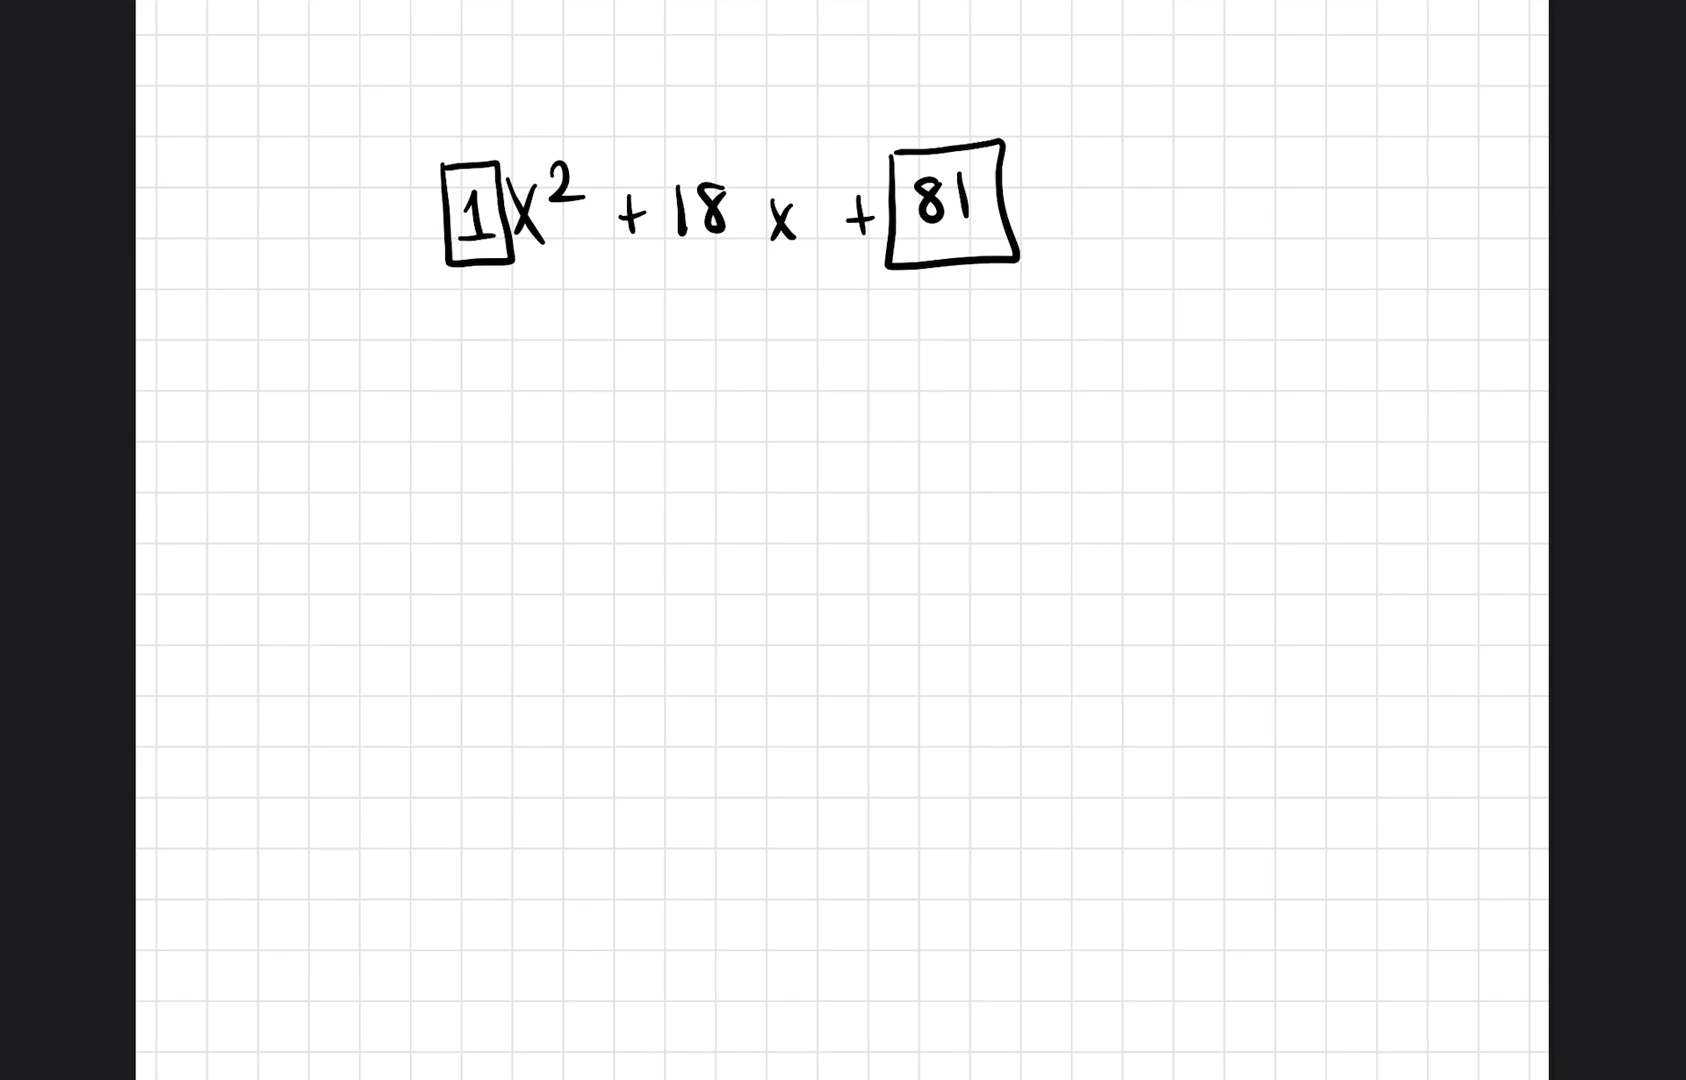 1x² + 18x + 81